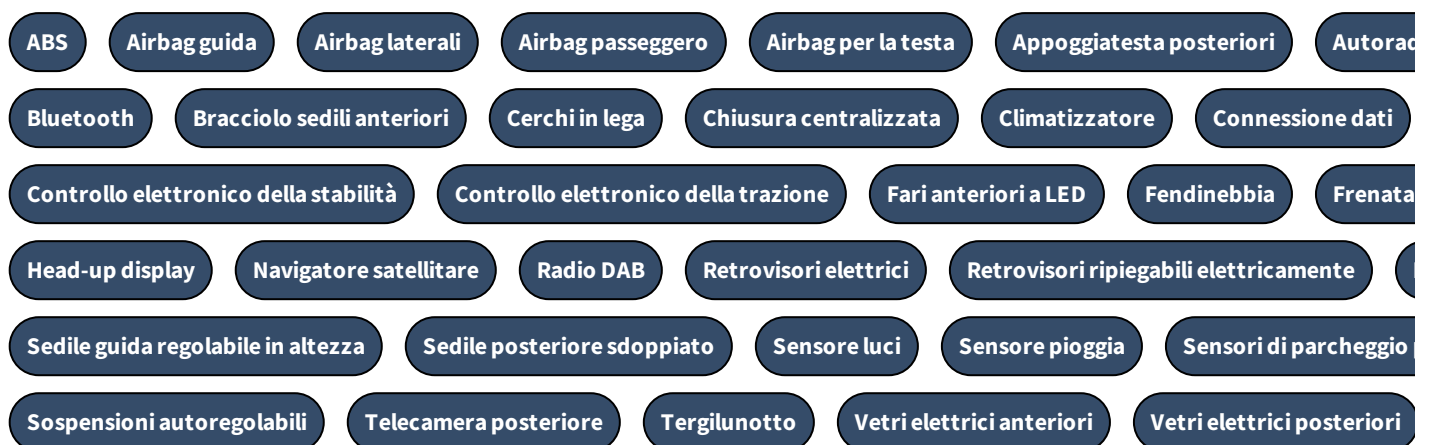 ABS Airbag guida Airbag laterali Airbag passeggero Airbag per la testa Appoggiatesta posteriori
Bluetooth Bracciolo sedili anteriori Cerchi in lega Chiusura centralizzata Climatizzatore Connessione dati
Controllo elettronico della stabilità Controllo elettronico della trazione Fari anteriori a LED Fendinebbia Frenata
Head-up display Navigatore satellitare Radio DAB Retrovisori elettrici Retrovisori ripiegabili elettricamente
Sedile guida regolabile in altezza Sedile posteriore sdoppiato Sensore luci Sensore pioggia Sensori di parcheggio
Sospensioni autoregolabili Telecamera posteriore Tergilunotto Vetri elettrici anteriori Vetri elettrici posteriori